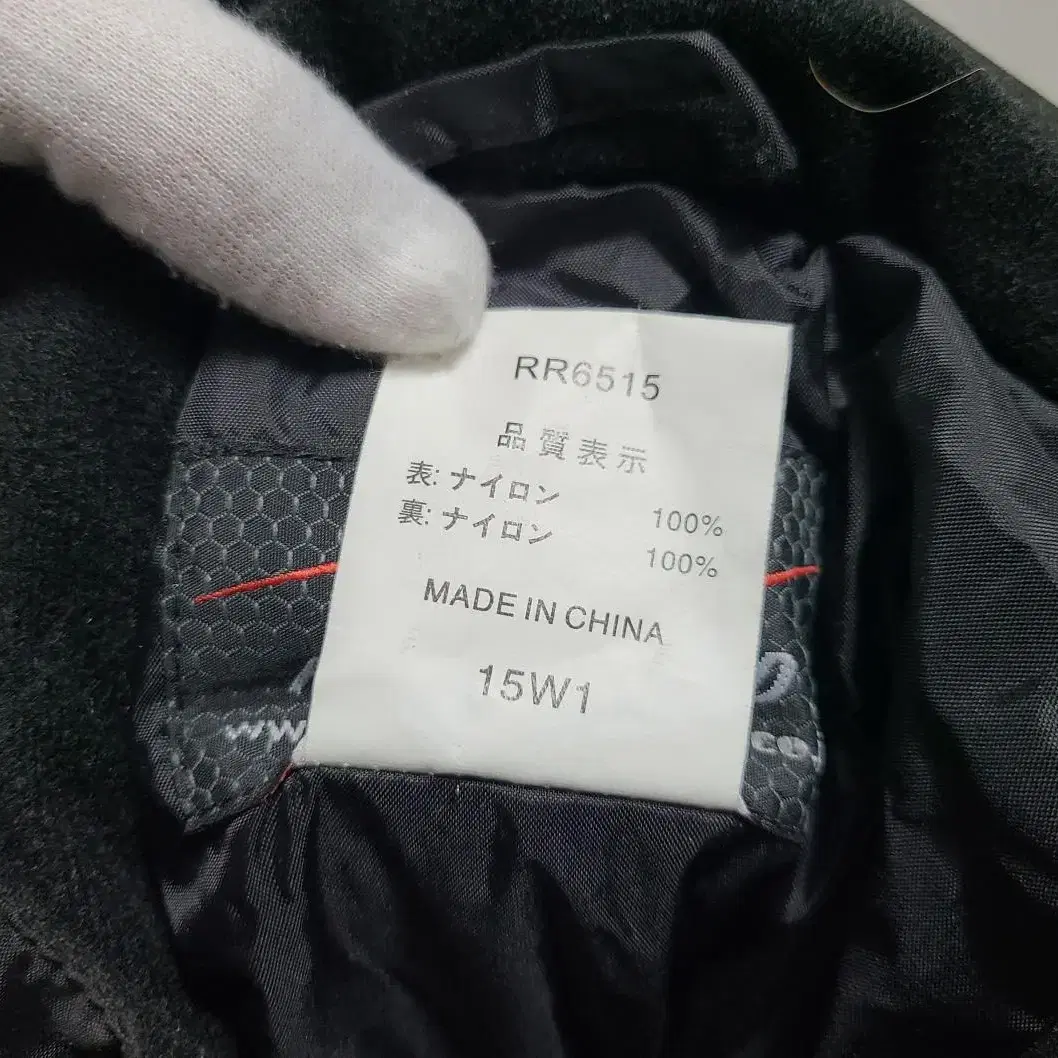 RR6515
品質表示
表: ナイロン 100%
裏: ナイロン 100%
MADE IN CHINA
15W1